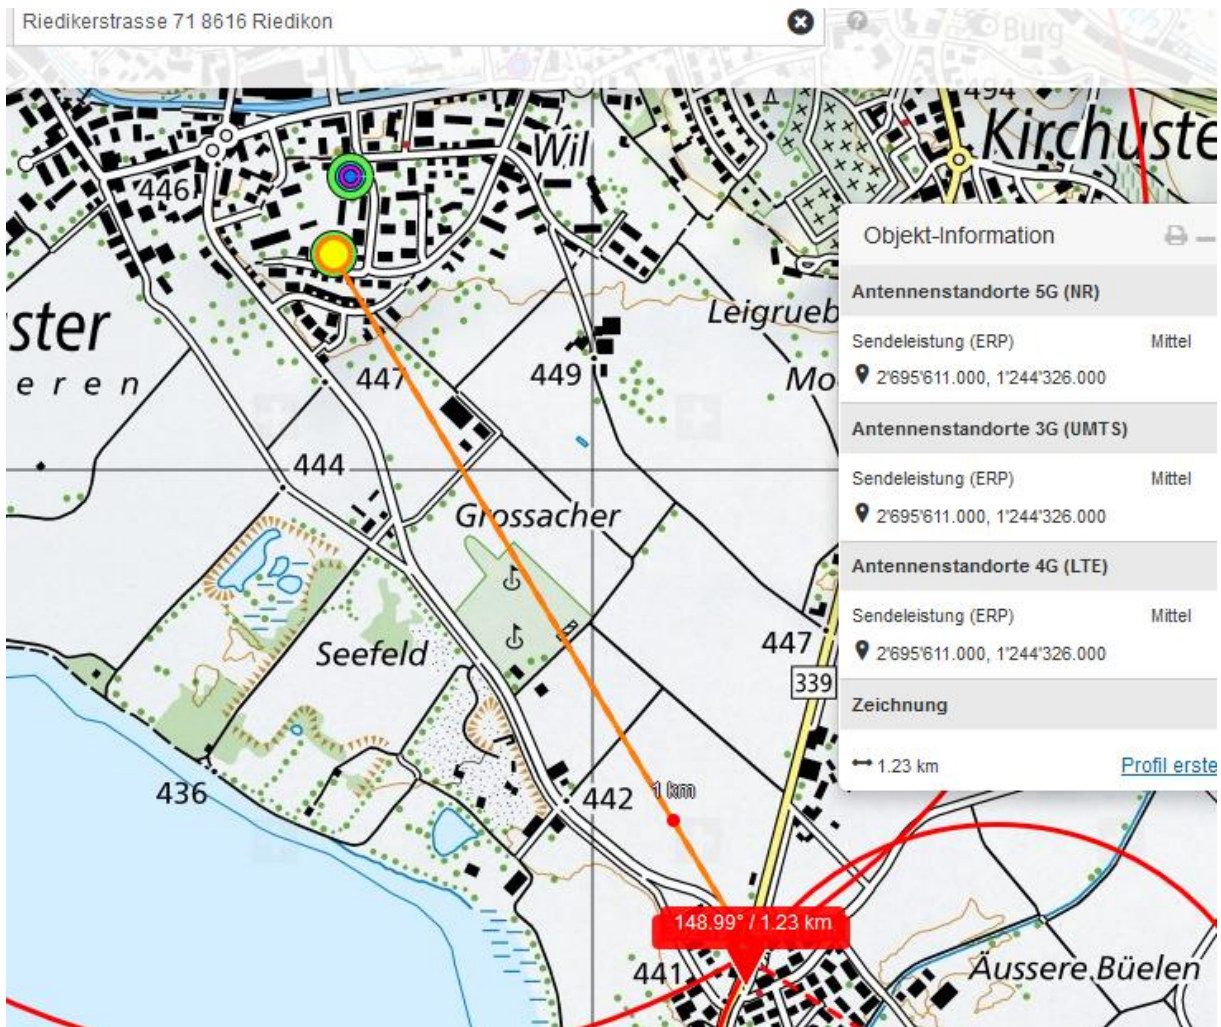 Riedikerstrasse 71 8616 Riedikon
Burg
494
Kirchuste
Wil
446
Objekt-Information
Antennenstandorte 5G (NR)
Sendeleistung (ERP) Mittel
2'695'611.000, 1'244'326.000
Antennenstandorte 3G (UMTS)
Sendeleistung (ERP) Mittel
2'695'611.000, 1'244'326.000
Antennenstandorte 4G (LTE)
Sendeleistung (ERP) Mittel
2'695'611.000, 1'244'326.000
Zeichnung
1.23 km Profil erste
Leigrueb
ster
eren
447
449
Mo
444
Grossacher
Seefeld
447
339
436
442
1 km
148.99° / 1.23 km
441
Äussere Büelen